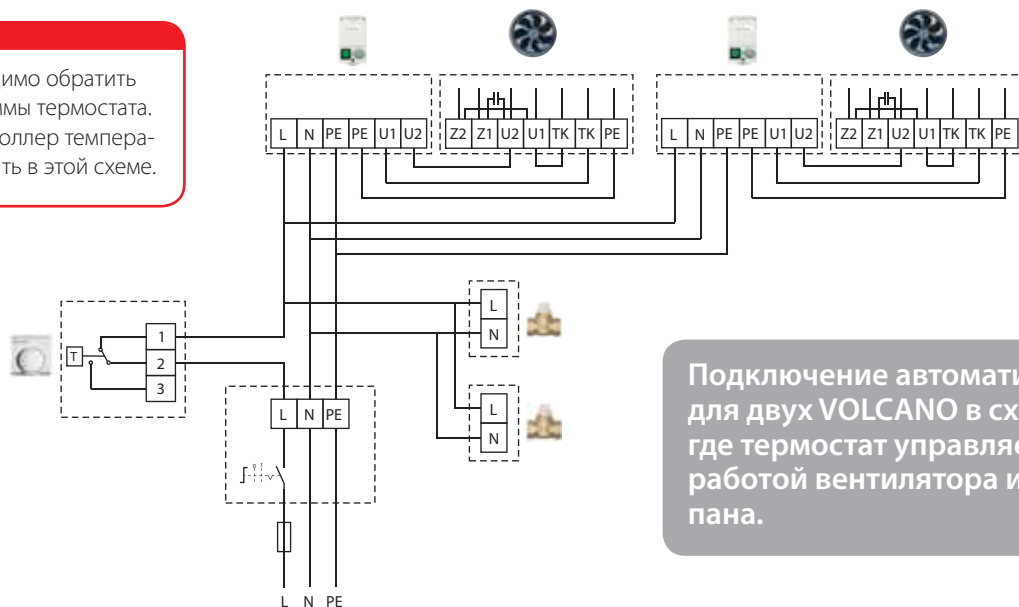 димо обратить
ммы термостата.
оллер темпера-
ть в этой схеме.
L N PE PE U1 U2
Z2 Z1 U2 U1 TK TK PE
L N PE PE U1 U2
Z2 Z1 U2 U1 TK TK PE
L
N
T
1
2
3
L
N
L N PE
L N PE
Подключение автомати
для двух VOLCANO в сх
где термостат управляе
работой вентилятора и
пана.